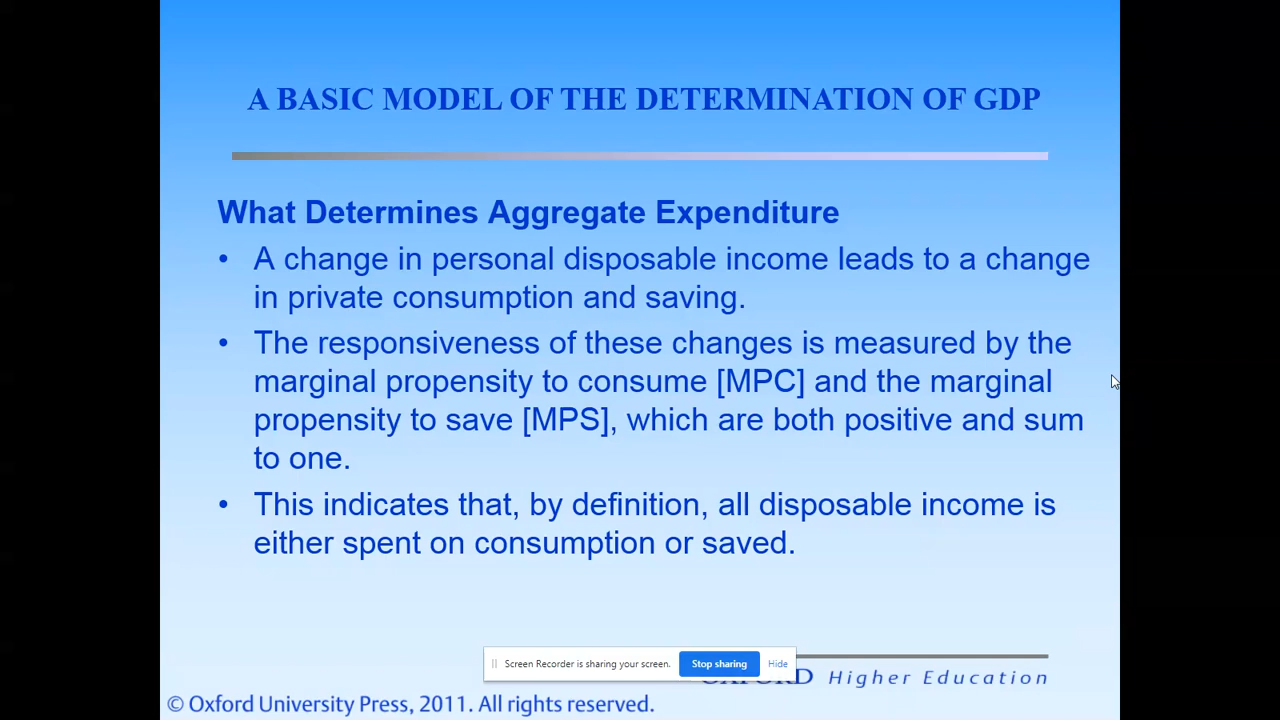 A BASIC MODEL OF THE DETERMINATION OF GDP
What Determines Aggregate Expenditure
• A change in personal disposable income leads to a change
in private consumption and saving.
• The responsiveness of these changes is measured by the
marginal propensity to consume [MPC] and the marginal
propensity to save [MPS], which are both positive and sum
to one.
• This indicates that, by definition, all disposable income is
either spent on consumption or saved.
Screen Recorder is sharing your screen. Stop sharing Hide
OXFORD Higher Education
© Oxford University Press, 2011. All rights reserved.